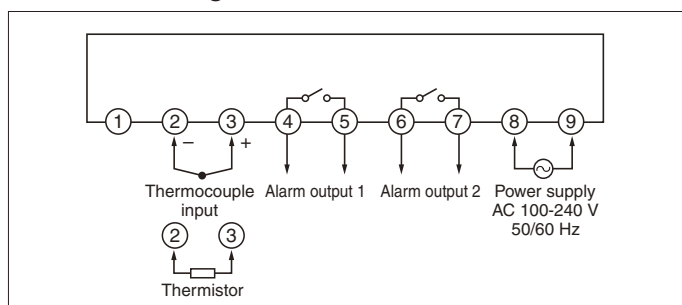 1 2 3 4 5 6 7 8 9
– +
Thermocouple input
Alarm output 1
Alarm output 2
Power supply
AC 100-240 V
50/60 Hz
2 3
Thermistor